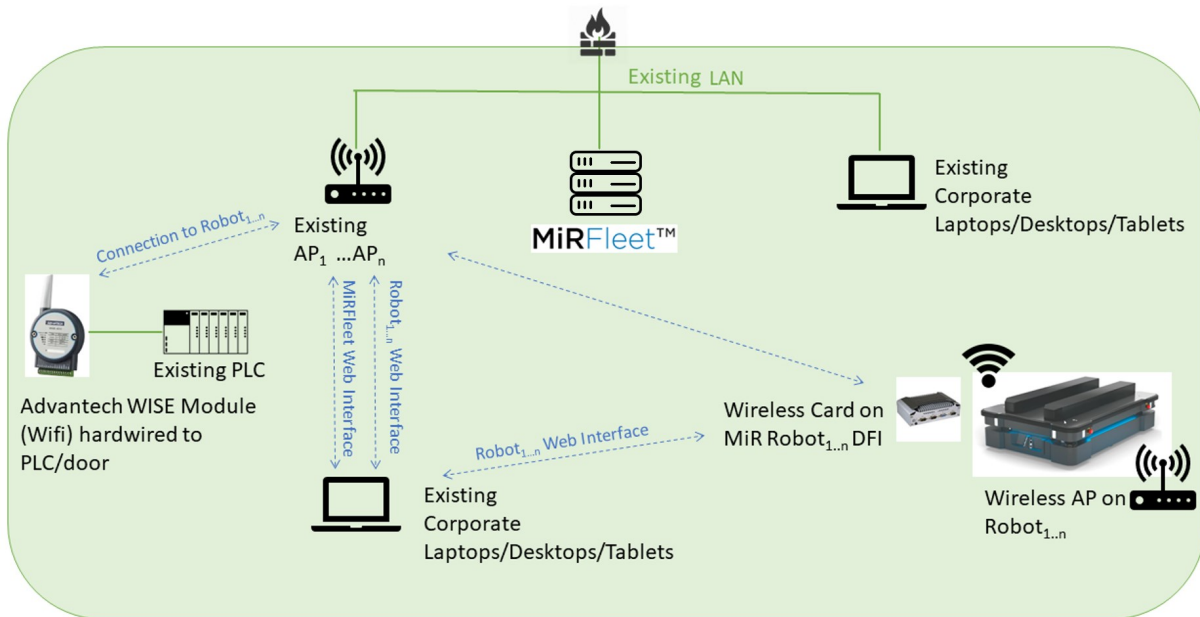 Existing LAN
Existing
AP1 ...APn
MiRFleet™
Existing
Corporate
Laptops/Desktops/Tablets
Connection to Robot1...n
MiRFleet Web Interface
Robot1...n Web Interface
Existing PLC
Advantech WISE Module
(Wifi) hardwired to
PLC/door
Robot1...n Web Interface
Wireless Card on
MiR Robot1..n DFI
Existing
Corporate
Laptops/Desktops/Tablets
Wireless AP on
Robot1..n